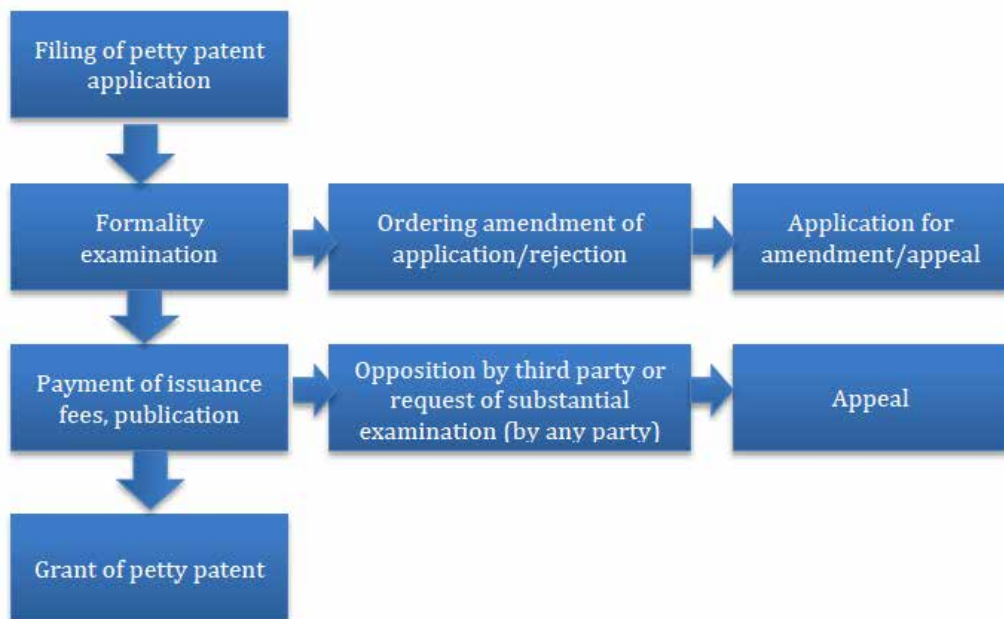 Filing of petty patent
application
Formality
examination
Ordering amendment of
application/rejection
Application for
amendment/appeal
Payment of issuance
fees, publication
Opposition by third party or
request of substantial
examination (by any party)
Appeal
Grant of petty patent